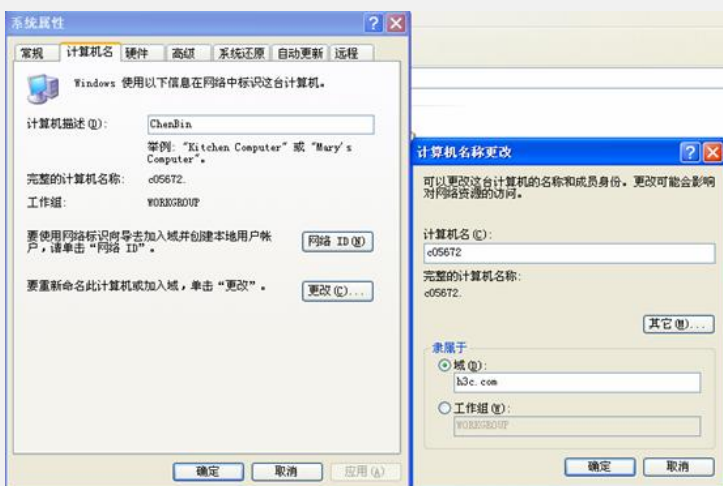 系统属性
常规 计算机名 硬件 高级 系统还原 自动更新 远程
Windows 使用以下信息在网络中标识这台计算机。
计算机描述(D):
ChenBin
举例: “Kitchen Computer” 或 “Mary's
Computer”。
完整的计算机名称:
c05672.
工作组:
WORKGROUP
要使用网络标识向导去加入域并创建本地用户帐
户，请单击“网络 ID”。
网络 ID(N)
要重新命名此计算机或加入域，单击“更改”。
更改(C)...
确定 取消 应用(A)
计算机名称更改
可以更改这台计算机的名称和成员身份。更改可能会影响
对网络资源的访问。
计算机名(C):
c05672
完整的计算机名称:
c05672.
其它(M)...
隶属于
域(D):
h3c.com
工作组(W):
WORKGROUP
确定 取消